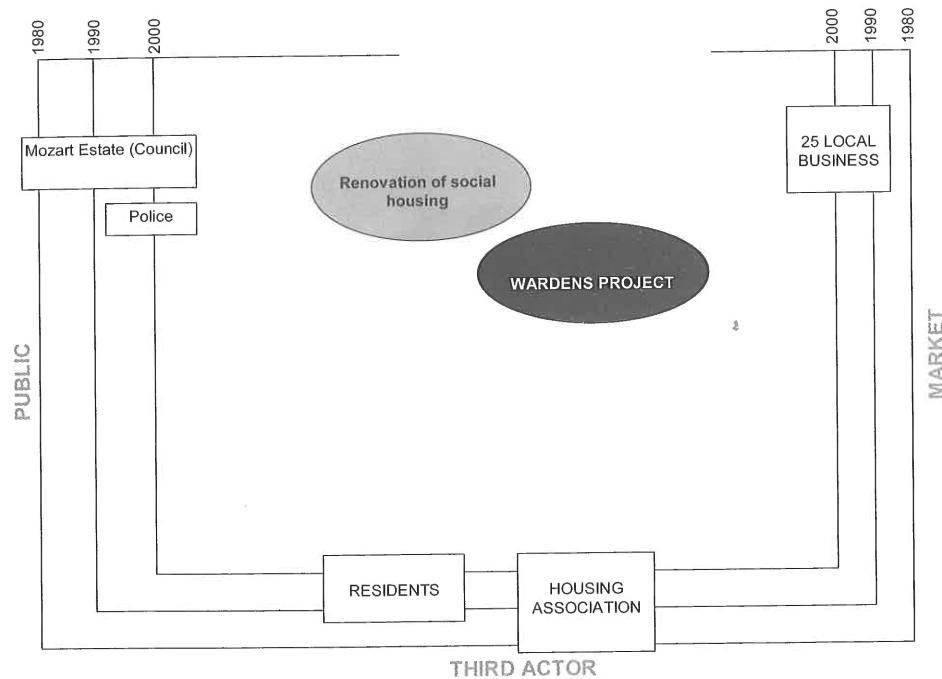 1980
1990
2000
2000
1990
1980
Mozart Estate (Council)
Police
Renovation of social
housing
WARDENS PROJECT
25 LOCAL
BUSINESS
PUBLIC
MARKET
RESIDENTS
HOUSING
ASSOCIATION
THIRD ACTOR